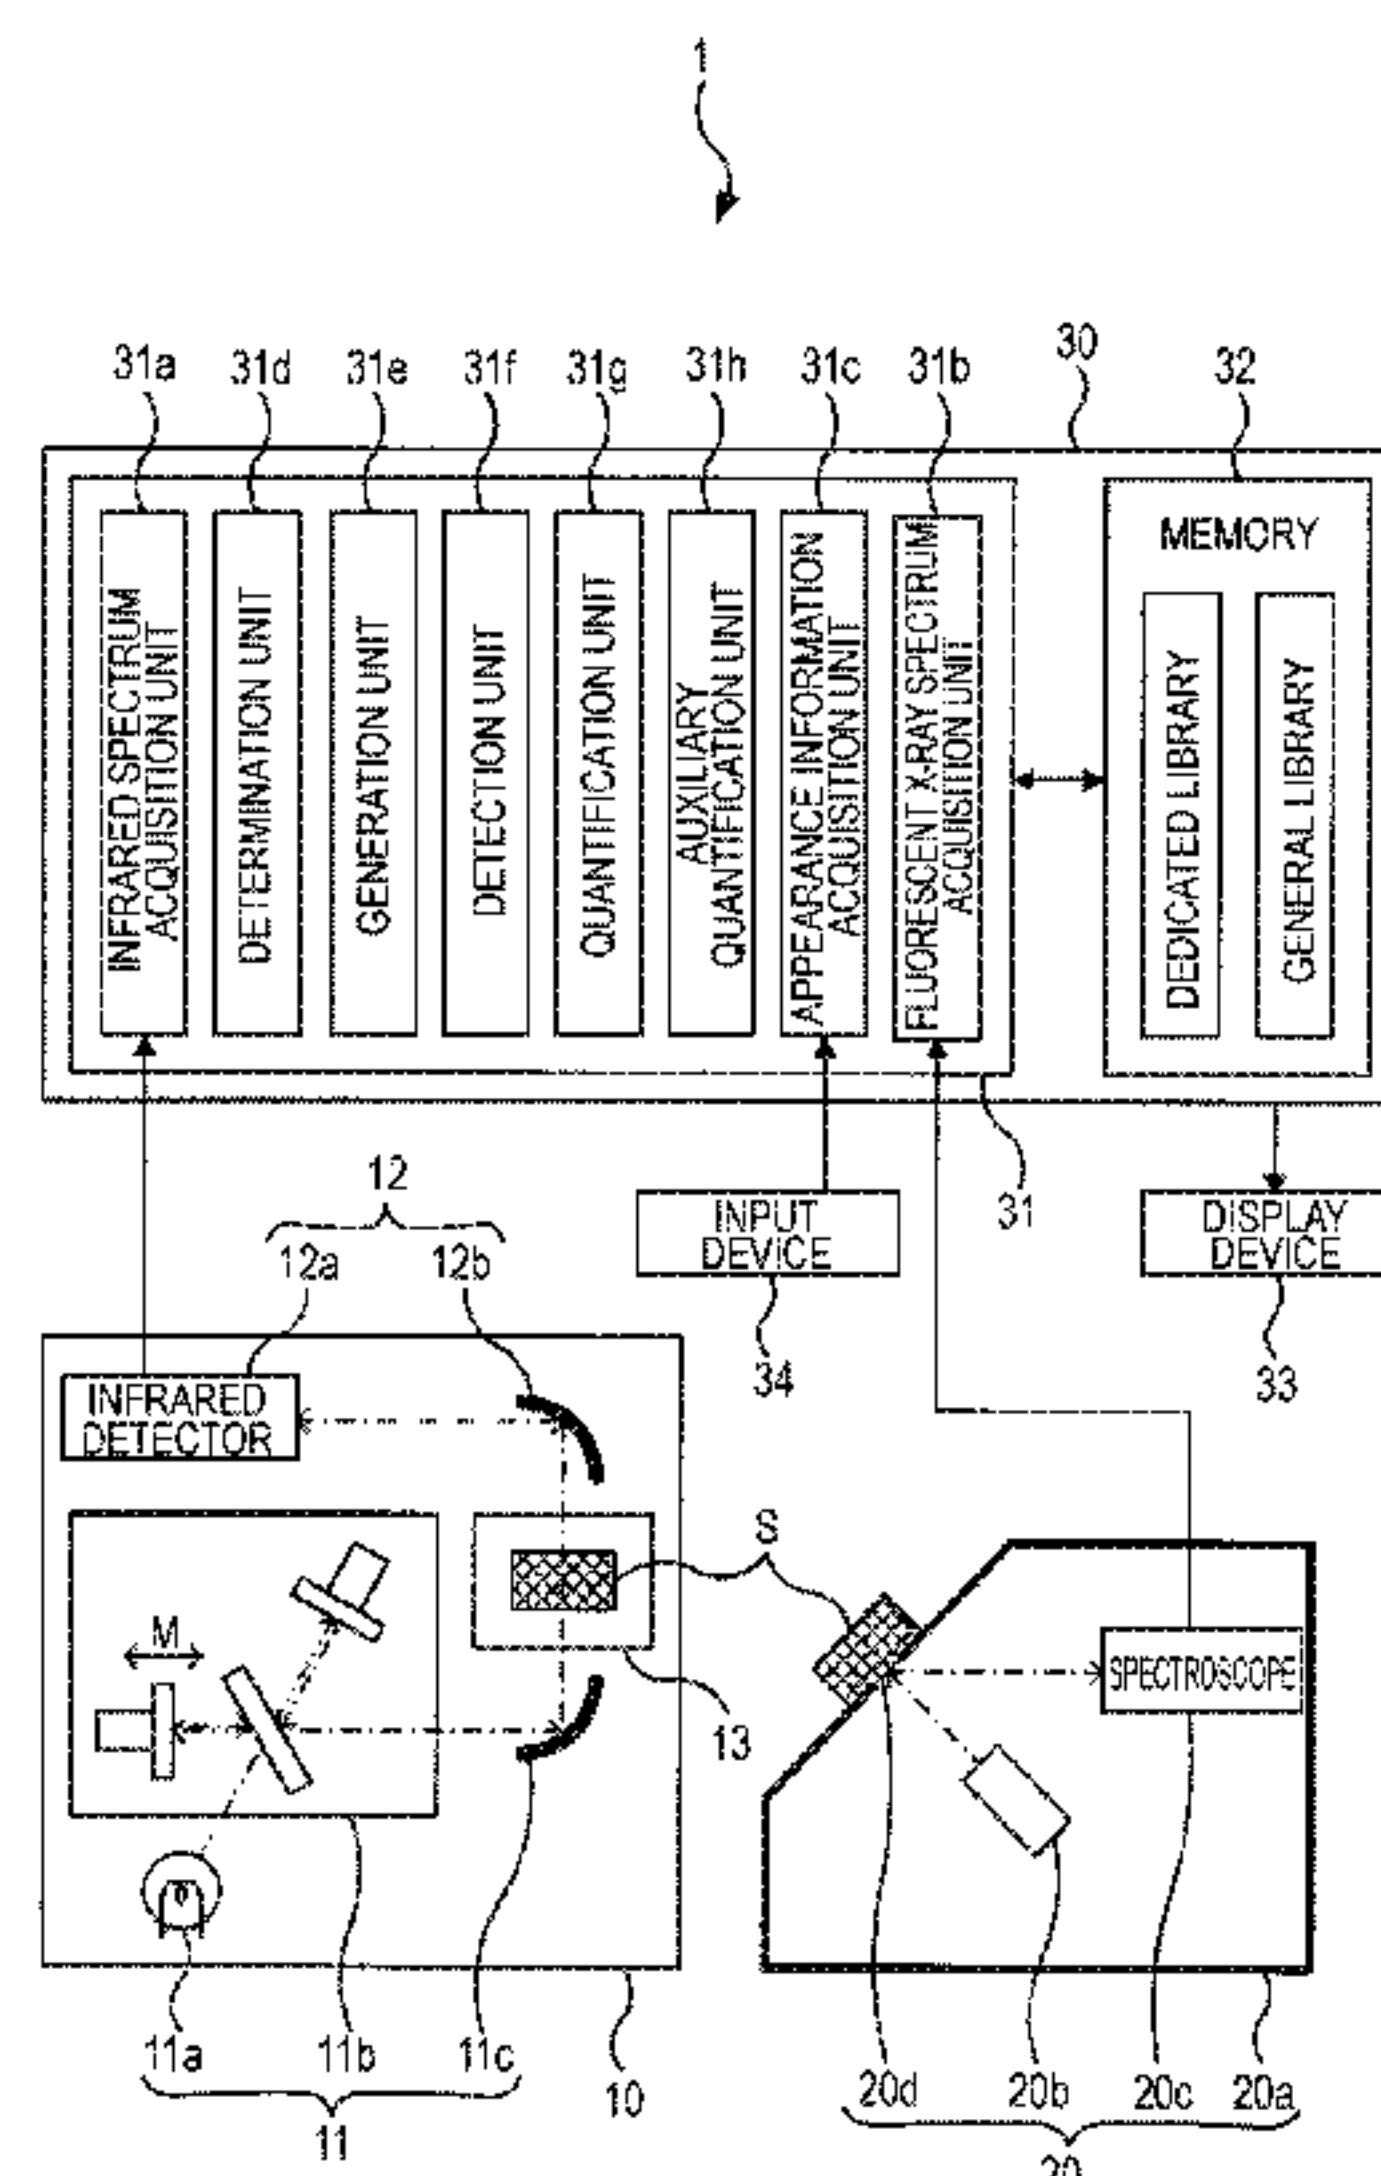 1
30
31a
31d
31e
31f
31g
31h
31c
31b
32
INFRARED SPECTRUM
ACQUISITION UNIT
DETERMINATION UNIT
GENERATION UNIT
DETECTION UNIT
QUANTIFICATION UNIT
AUXILIARY
QUANTIFICATION UNIT
APPEARANCE INFORMATION
ACQUISITION UNIT
FLUORESCENT X-RAY SPECTRUM
ACQUISITION UNIT
MEMORY
DEDICATED LIBRARY
GENERAL LIBRARY
12
31
INPUT
DEVICE
DISPLAY
DEVICE
12a
12b
34
33
INFRARED
DETECTOR
S
M
SPECTROSCOPE
13
11a
11b
11c
10
20d
20b
20c
20a
11